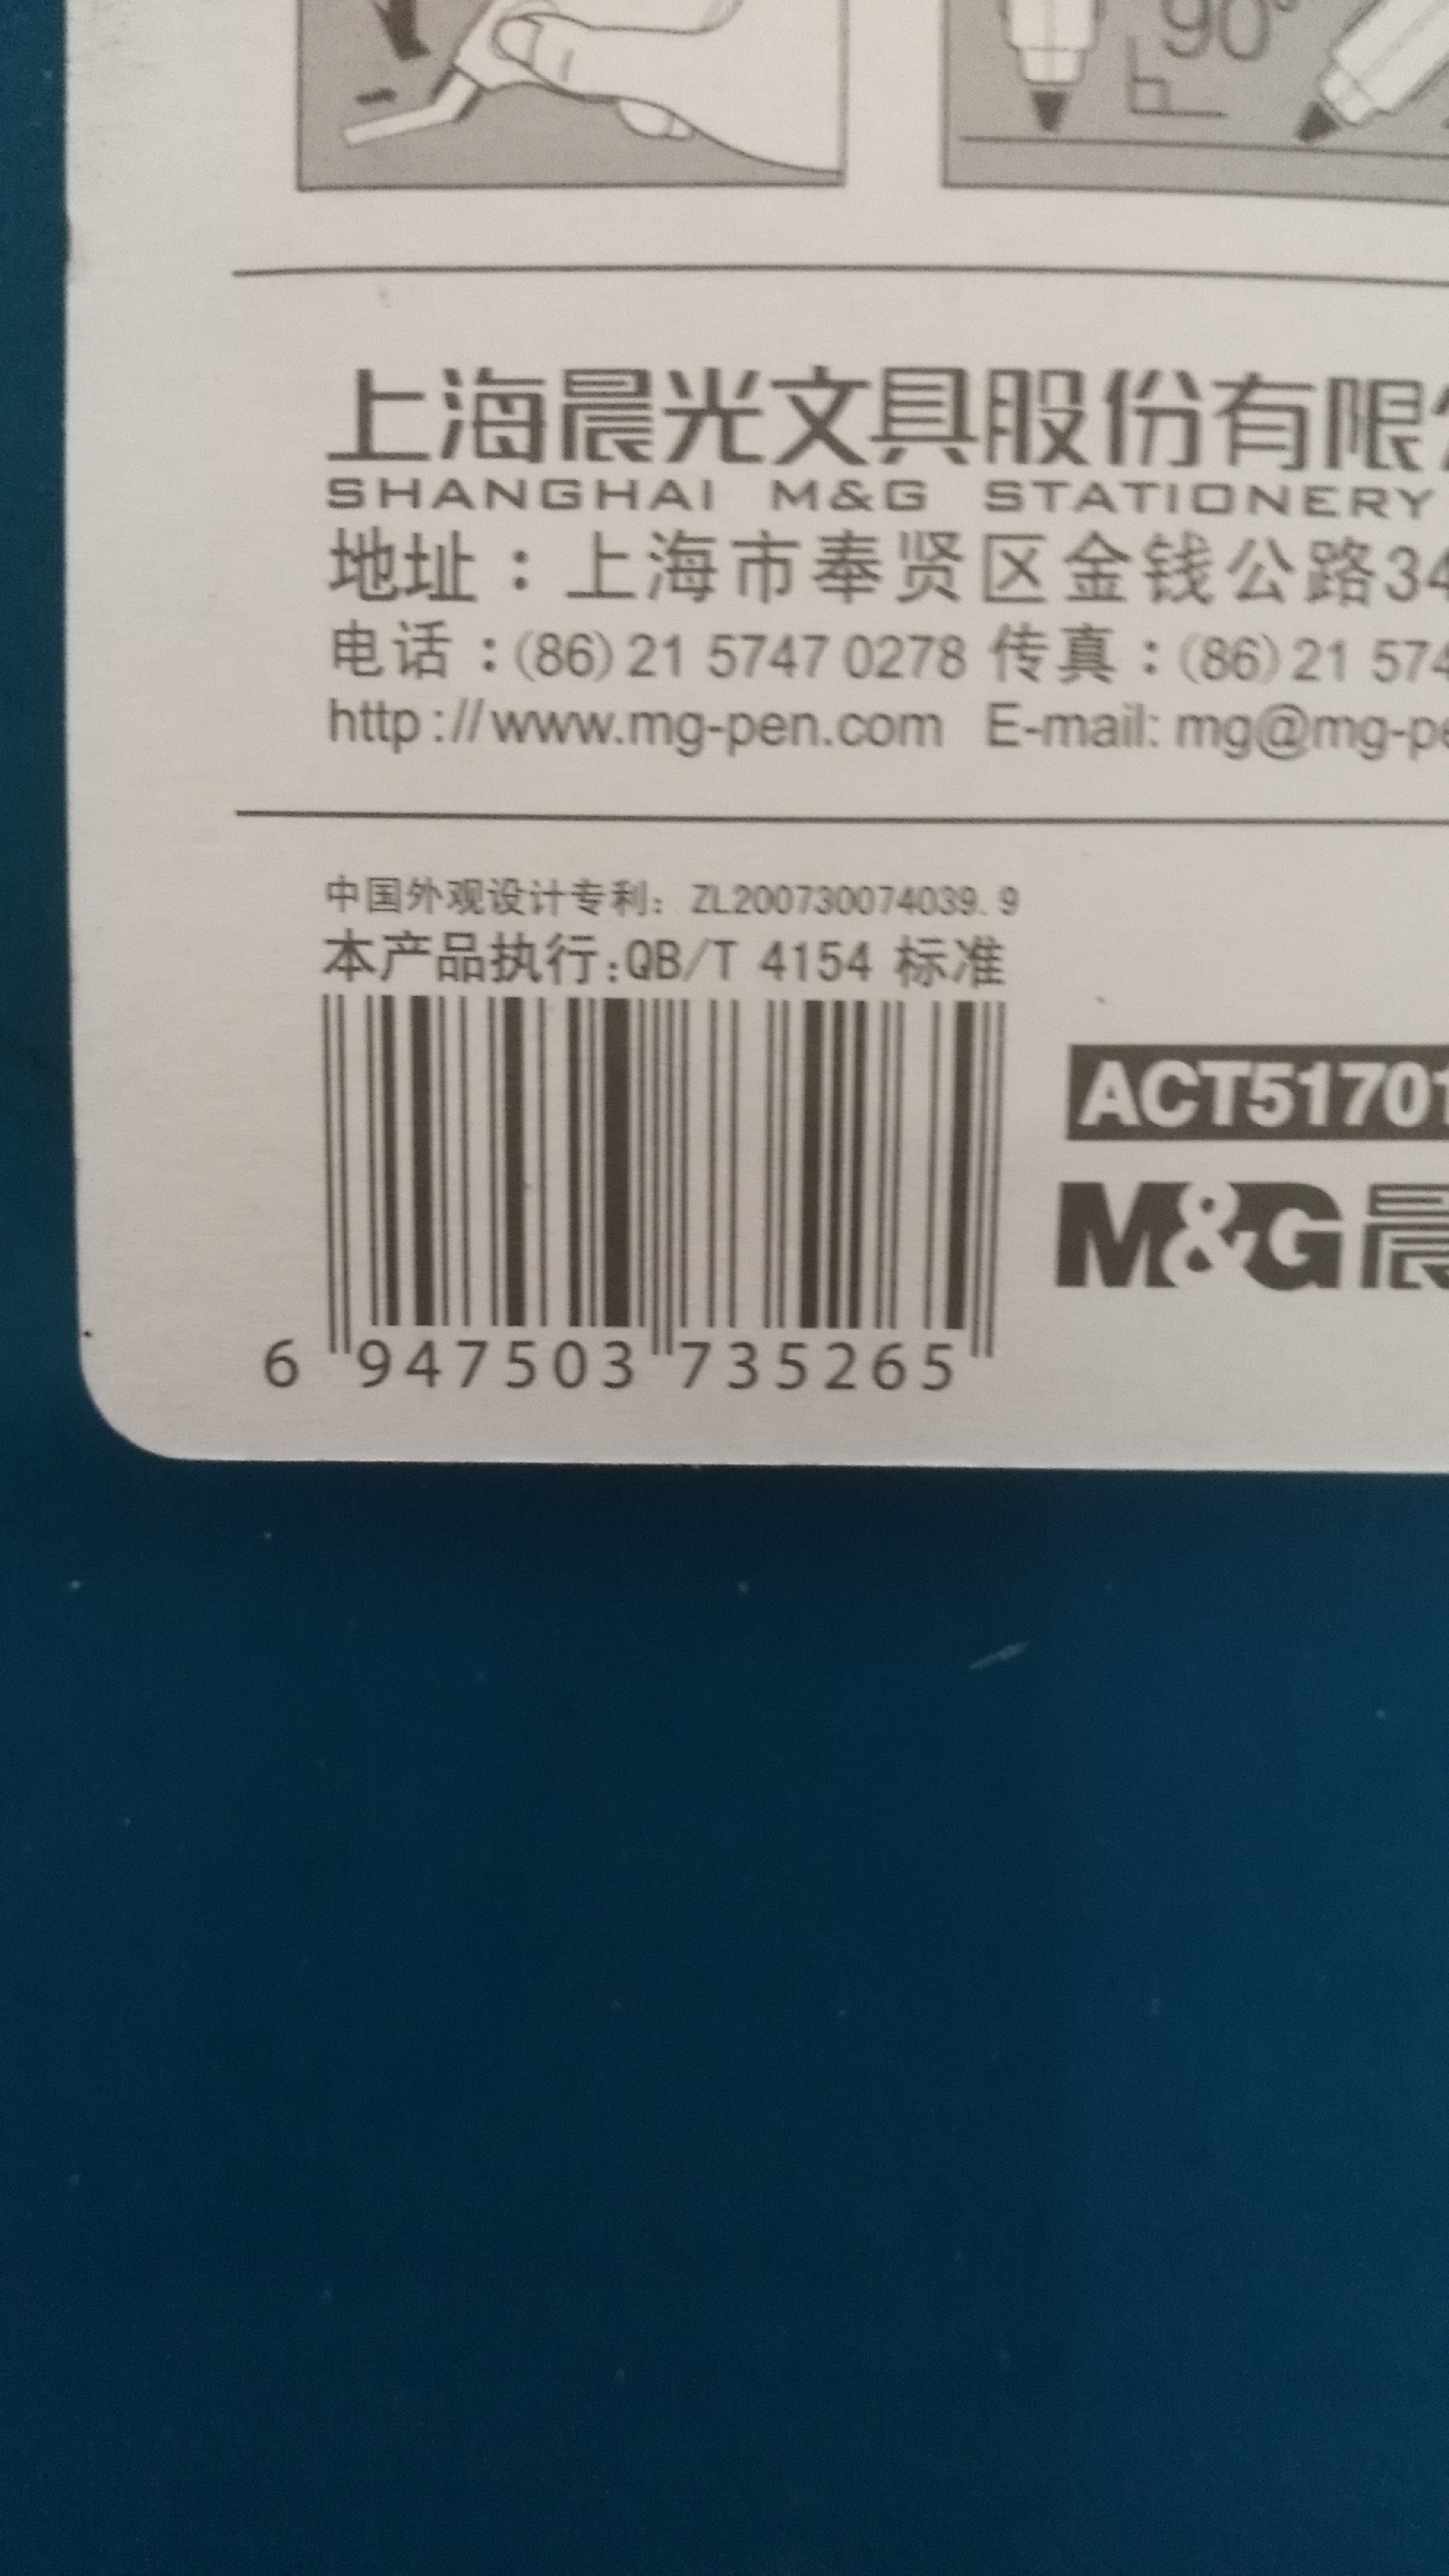 90°
上海晨光文具股份有限
SHANGHAI M&G STATIONERY
地址：上海市奉贤区金钱公路34
电话：(86) 21 5747 0278 传真：(86) 21 574
http://www.mg-pen.com E-mail: mg@mg-pe
中国外观设计专利：ZL200730074039.9
本产品执行:QB/T 4154 标准
ACT51701
M&G晨
6 947503 735265